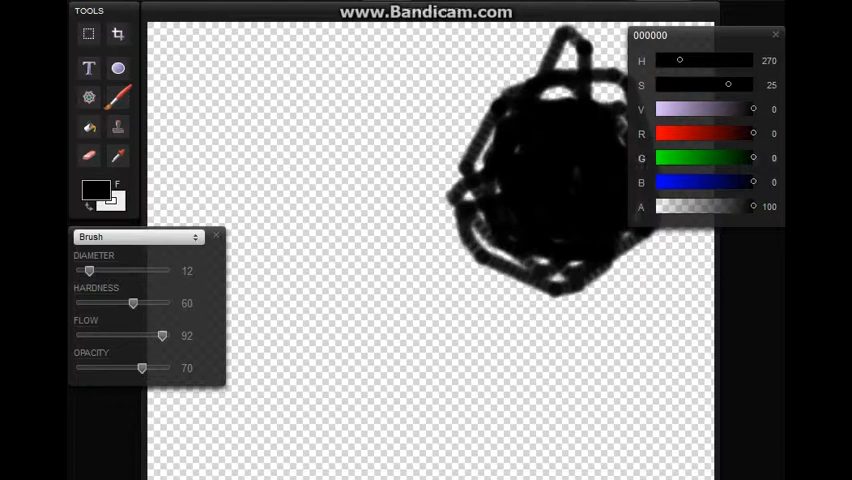 www.Bandicam.com
TOOLS
T
F
Brush
DIAMETER
12
HARDNESS
60
FLOW
92
OPACITY
70
000000
H 270
S 25
V 0
R 0
G 0
B 0
A 100